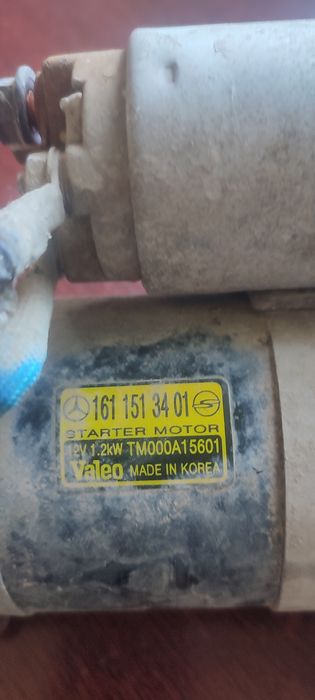 161 151 34 01
STARTER MOTOR
12V 1.2kW TM000A15601
Valeo MADE IN KOREA